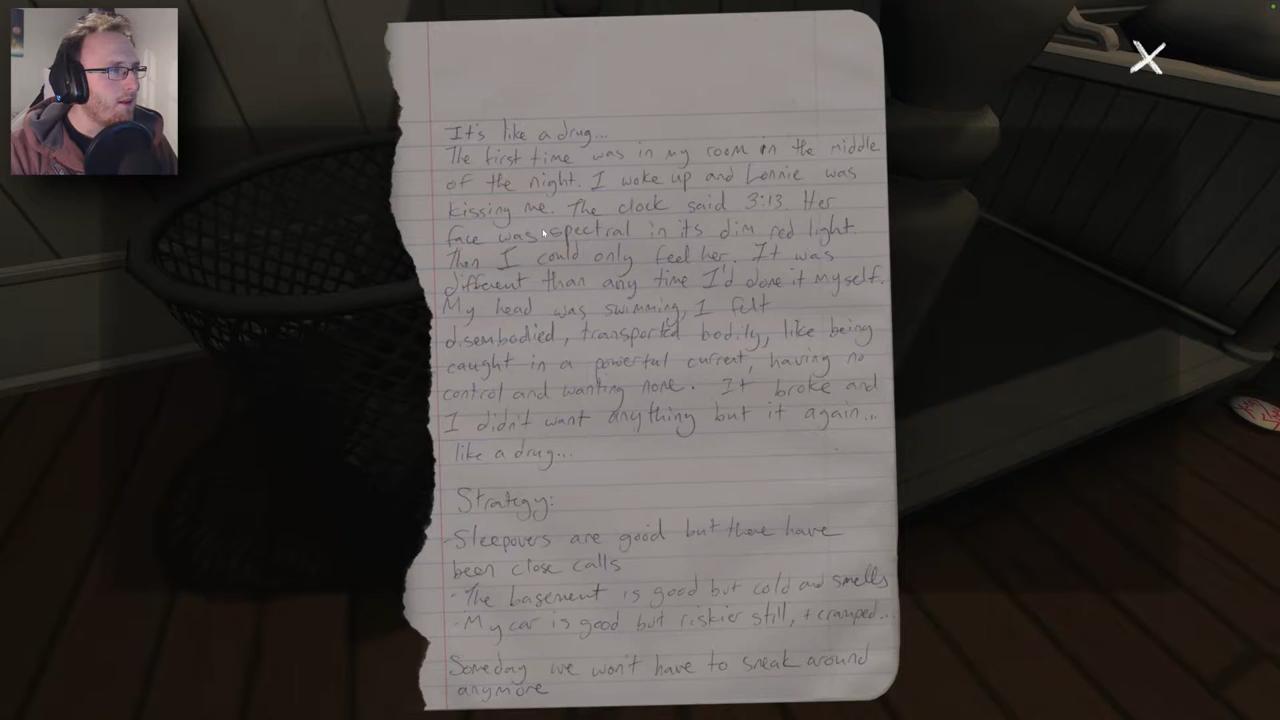 It's like a drug...
The first time was in my room in the middle
of the night. I woke up and Lonnie was
kissing me. The clock said 3:13. Her
face was spectral in its dim red light.
Then I could only feel her. It was
different than any time I'd done it myself.
My head was swimming, I felt
disembodied, transported bodily, like being
caught in a powerful current, having no
control and wanting none. It broke and
I didn't want anything but it again...
like a drug...
Strategy:
- Sleepovers are good but there have
been close calls
- The basement is good but cold and smells
- My car is good but riskier still, + cramped...
Someday we won't have to sneak around
anymore